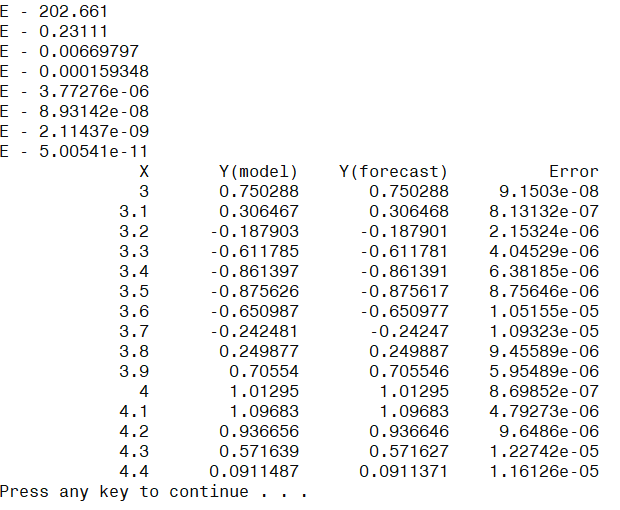 E - 202.661
E - 0.23111
E - 0.00669797
E - 0.000159348
E - 3.77276e-06
E - 8.93142e-08
E - 2.11437e-09
E - 5.00541e-11
X Y(model) Y(forecast) Error
3 0.750288 0.750288 9.1503e-08
3.1 0.306467 0.306468 8.13132e-07
3.2 -0.187903 -0.187901 2.15324e-06
3.3 -0.611785 -0.611781 4.04529e-06
3.4 -0.861397 -0.861391 6.38185e-06
3.5 -0.875626 -0.875617 8.75646e-06
3.6 -0.650987 -0.650977 1.05155e-05
3.7 -0.242481 -0.24247 1.09323e-05
3.8 0.249877 0.249887 9.45589e-06
3.9 0.70554 0.705546 5.95489e-06
4 1.01295 1.01295 8.69852e-07
4.1 1.09683 1.09683 4.79273e-06
4.2 0.936656 0.936646 9.6486e-06
4.3 0.571639 0.571627 1.22742e-05
4.4 0.0911487 0.0911371 1.16126e-05
Press any key to continue . . .